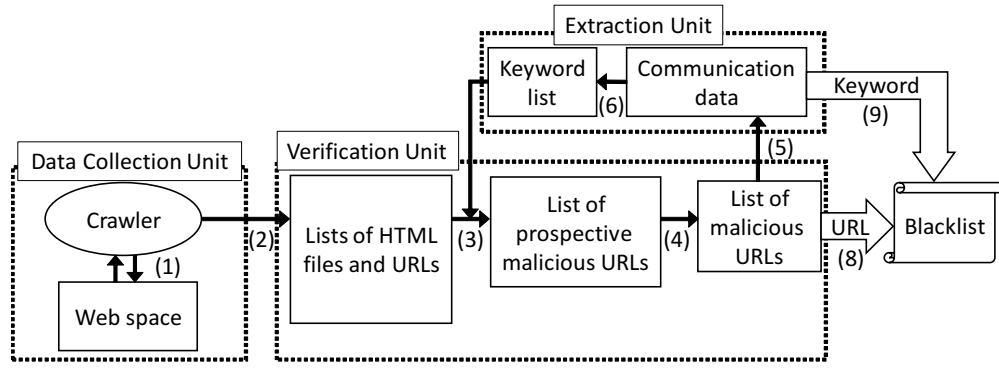 Extraction Unit
Keyword
list
(6)
Communication
data
Keyword
(9)
(5)
Data Collection Unit
Crawler
(1)
Web space
(2)
Verification Unit
Lists of HTML
files and URLs
(3)
List of
prospective
malicious URLs
(4)
List of
malicious
URLs
URL
(8)
Blacklist